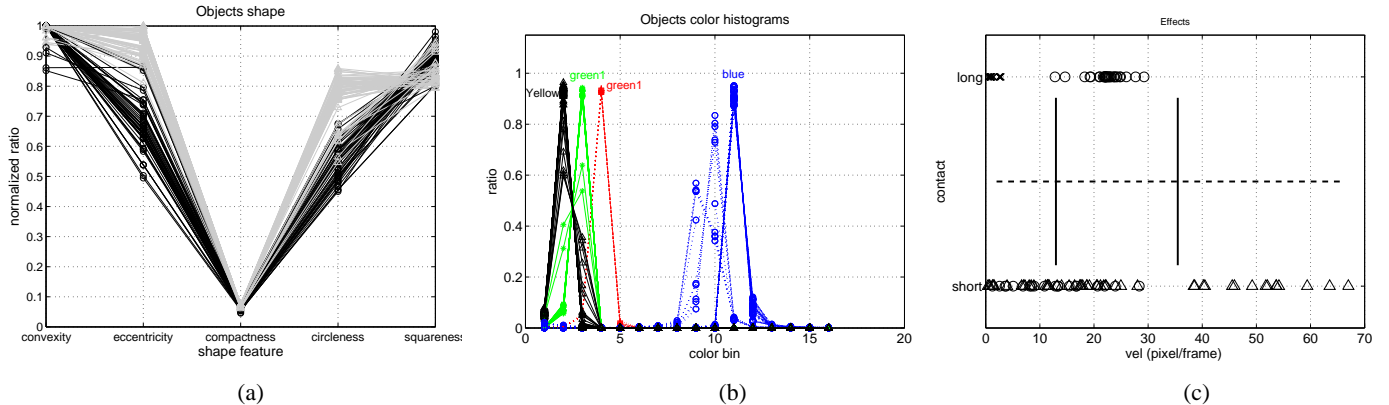 Objects shape
1
0.9
0.8
0.7
0.6
0.5
0.4
0.3
0.2
0.1
0
normalized ratio
convexity eccentricity compactness circleness squareness
shape feature
(a)
Objects color histograms
1
0.8
0.6
0.4
0.2
0
ratio
Yellow
green1
green1
blue
0 5 10 15 20
color bin
(b)
Effects
long
short
contact
0 10 20 30 40 50 60 70
vel (pixel/frame)
(c)